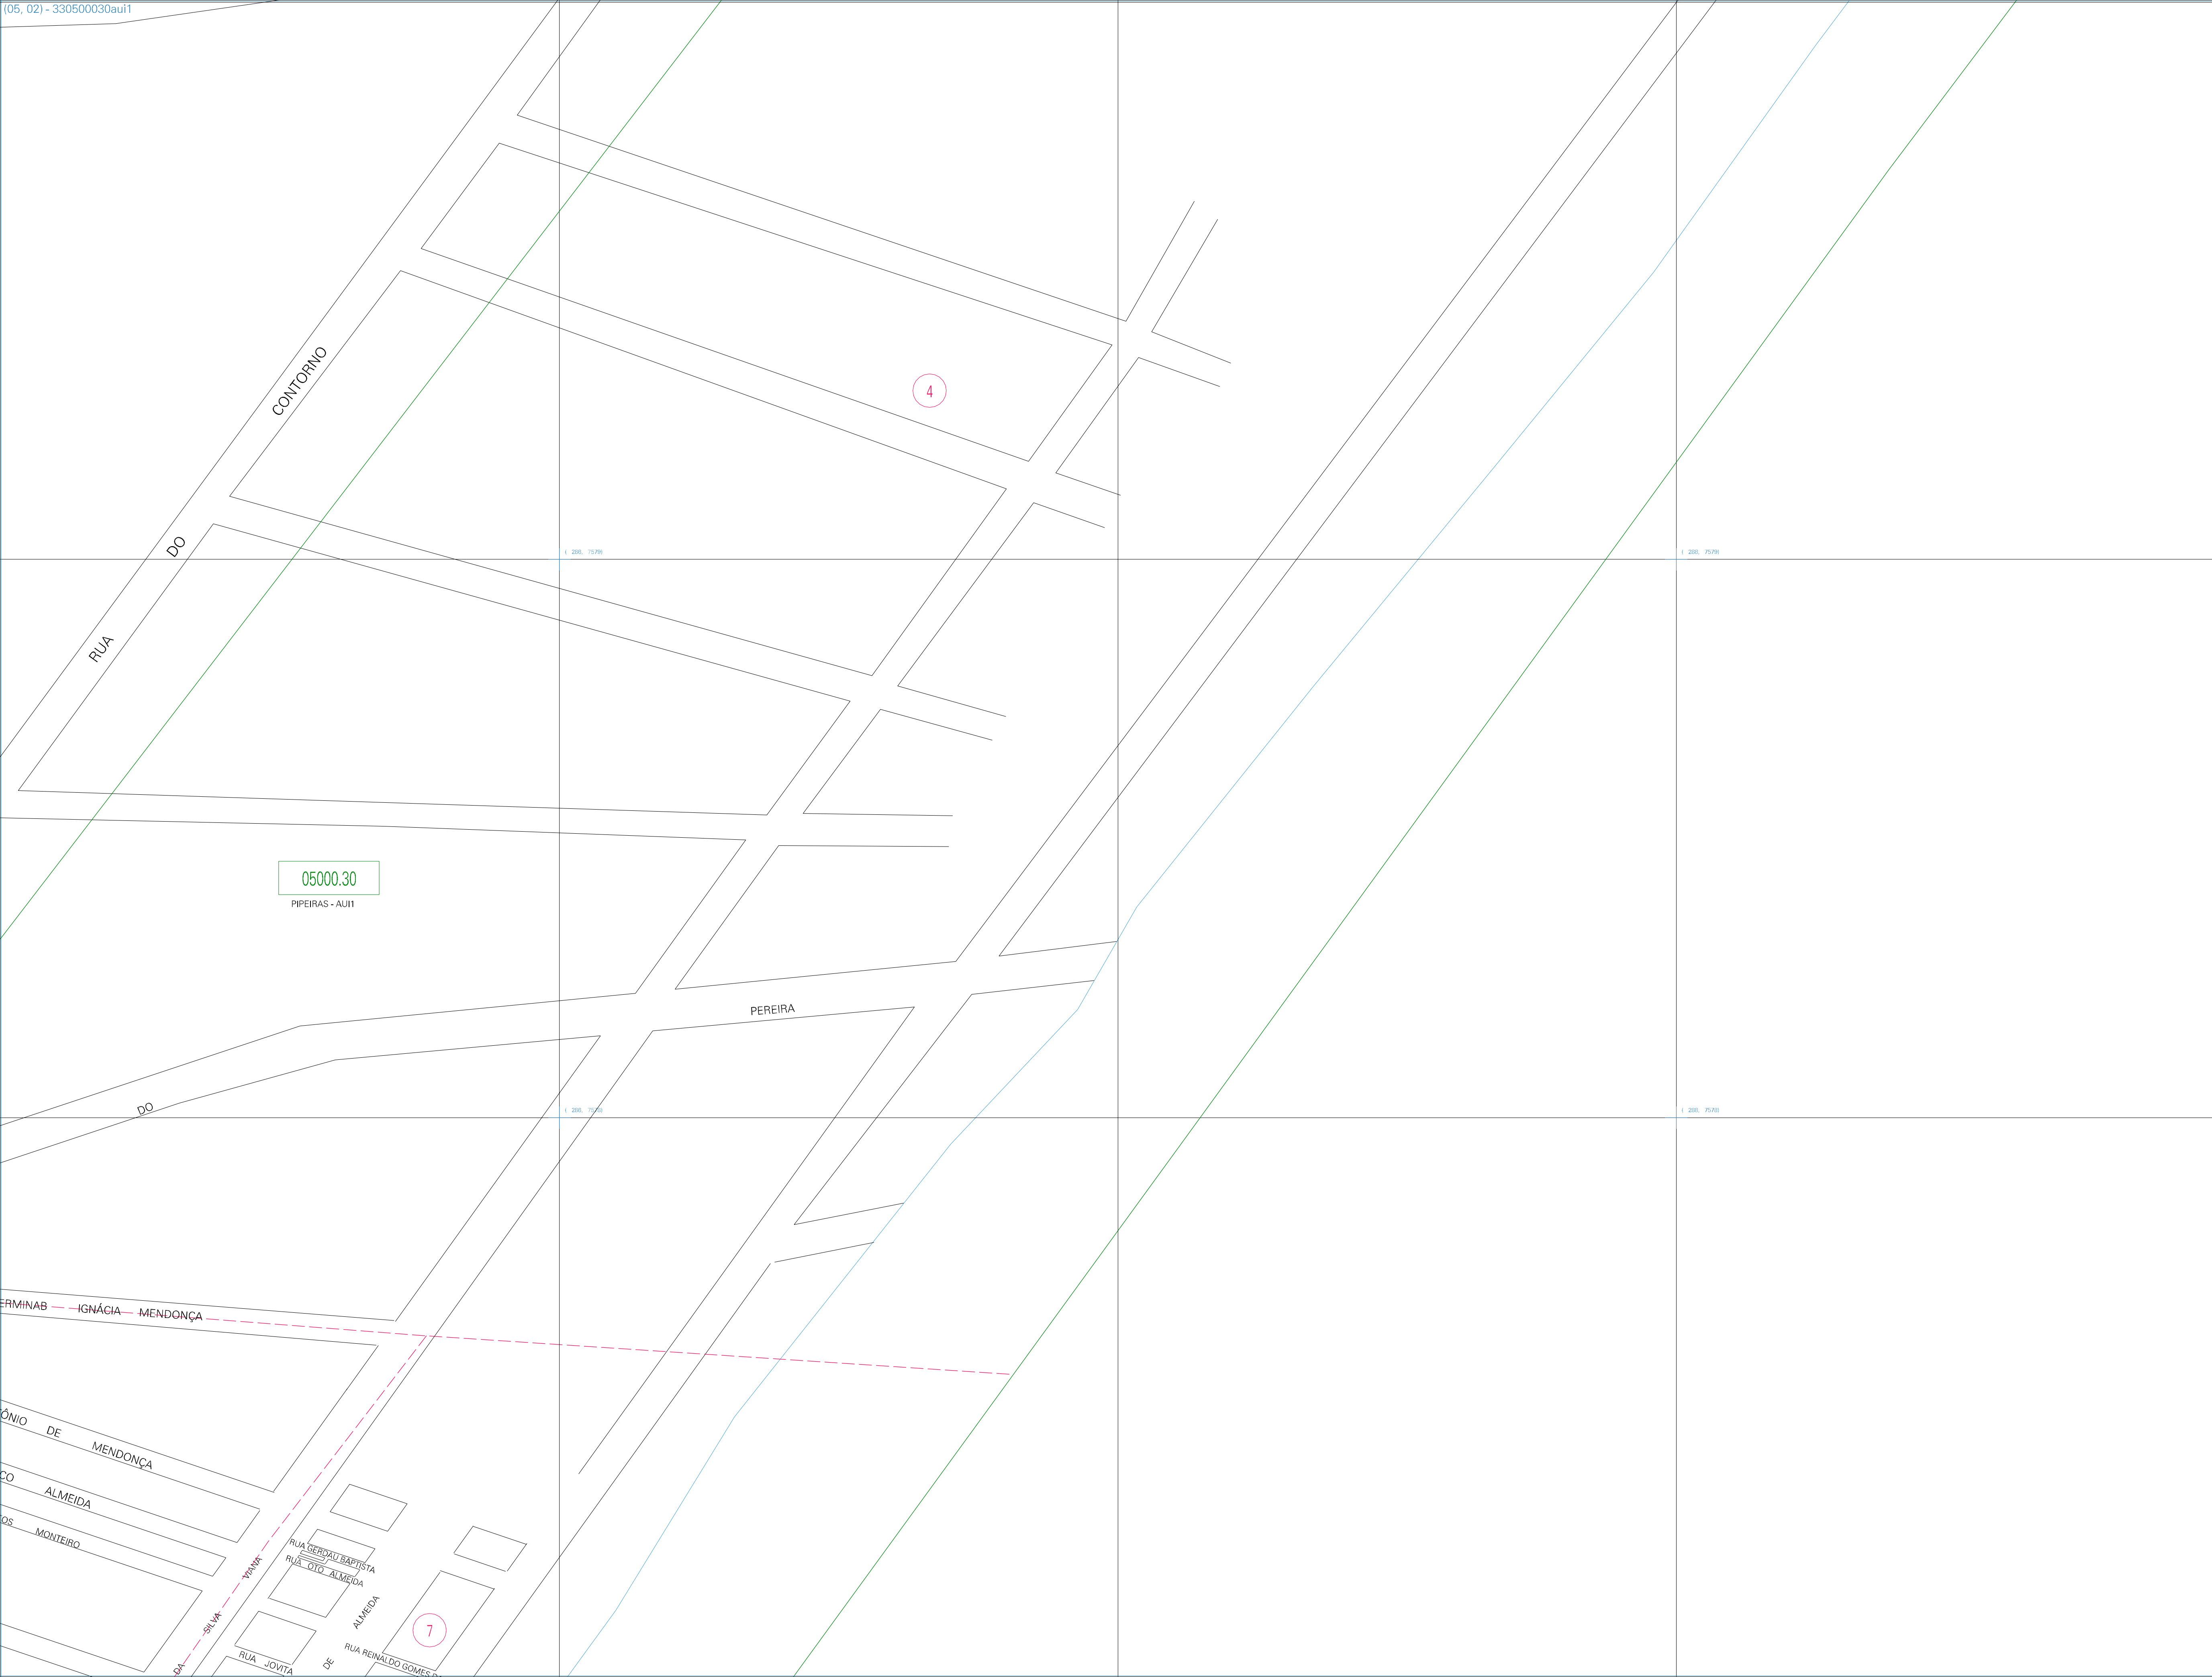 (05, 02) - 330500030aui1
CONTORNO
4
DO
RUA
05000.30
PIPEIRAS - AUI1
PEREIRA
DO
ERMINAB IGNÁCIA MENDONÇA
ÔNIO DE MENDONÇA
CO ALMEIDA
OS MONTEIRO
RUA GERDAU BAPTISTA
RUA OTO ALMEIDA
VIANA
SILVA
DA
ALMEIDA
DE
7
RUA REINALDO GOMES
RUA JOVITA